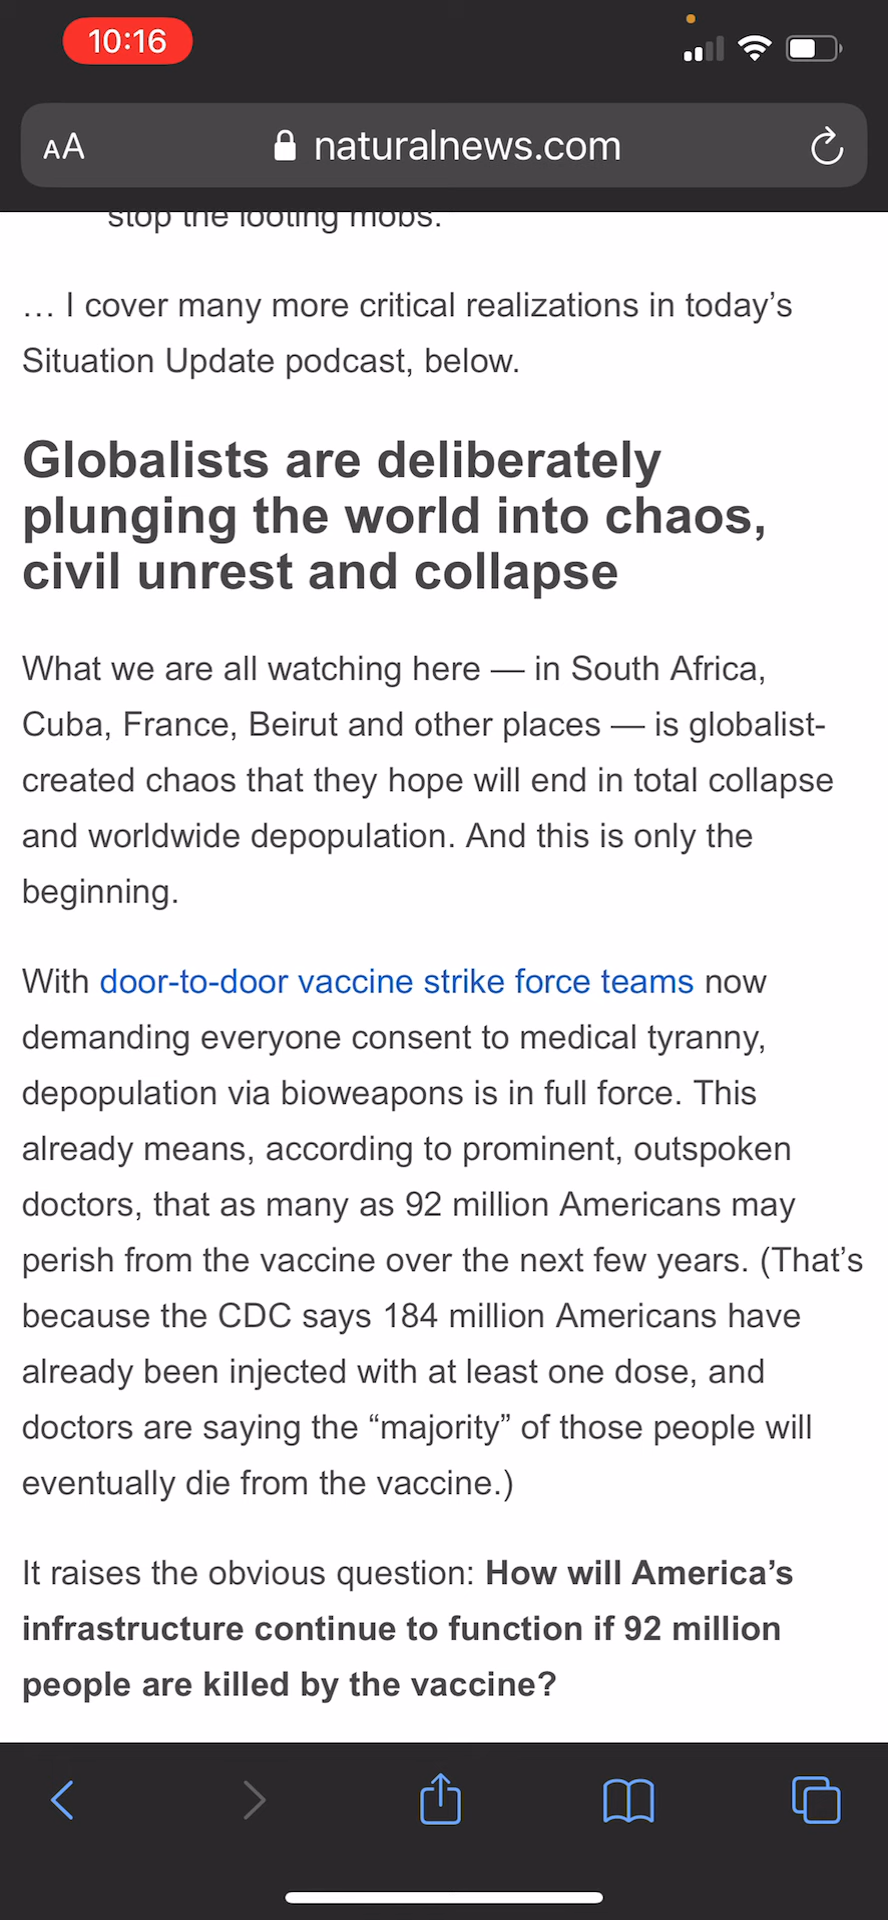 10:16
AA
naturalnews.com
stop the looting mobs.
… I cover many more critical realizations in today’s
Situation Update podcast, below.
Globalists are deliberately
plunging the world into chaos,
civil unrest and collapse
What we are all watching here — in South Africa,
Cuba, France, Beirut and other places — is globalist-
created chaos that they hope will end in total collapse
and worldwide depopulation. And this is only the
beginning.
With door-to-door vaccine strike force teams now
demanding everyone consent to medical tyranny,
depopulation via bioweapons is in full force. This
already means, according to prominent, outspoken
doctors, that as many as 92 million Americans may
perish from the vaccine over the next few years. (That’s
because the CDC says 184 million Americans have
already been injected with at least one dose, and
doctors are saying the “majority” of those people will
eventually die from the vaccine.)
It raises the obvious question: How will America’s
infrastructure continue to function if 92 million
people are killed by the vaccine?